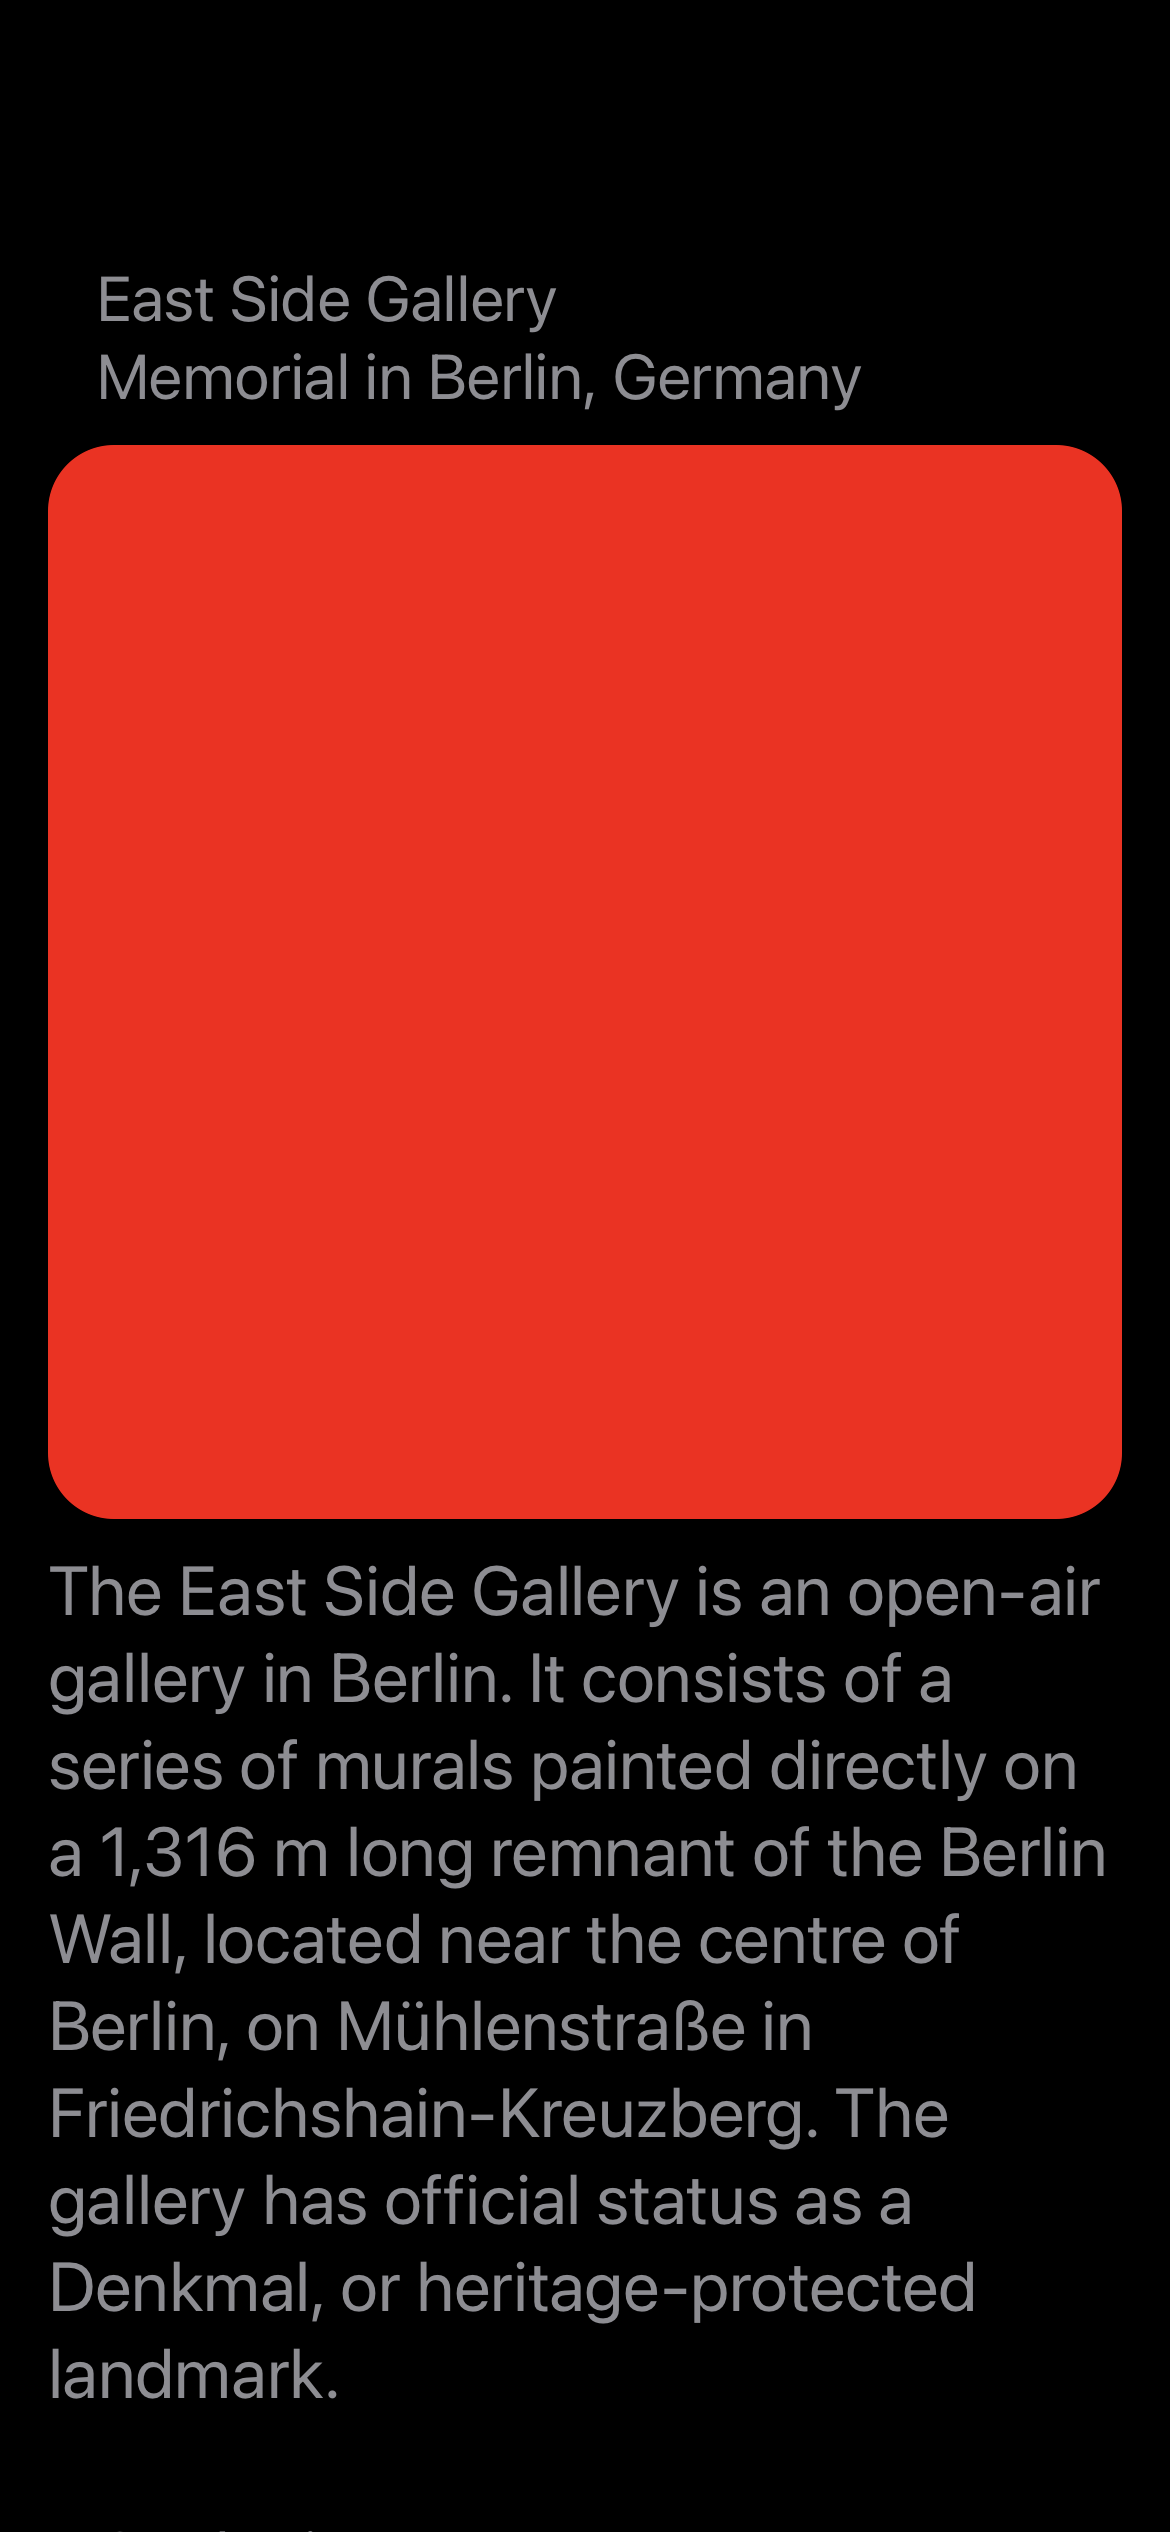 East Side Gallery
Memorial in Berlin, Germany
The East Side Gallery is an open-air
gallery in Berlin. It consists of a
series of murals painted directly on
a 1,316 m long remnant of the Berlin
Wall, located near the centre of
Berlin, on Mühlenstraße in
Friedrichshain-Kreuzberg. The
gallery has official status as a
Denkmal, or heritage-protected
landmark.